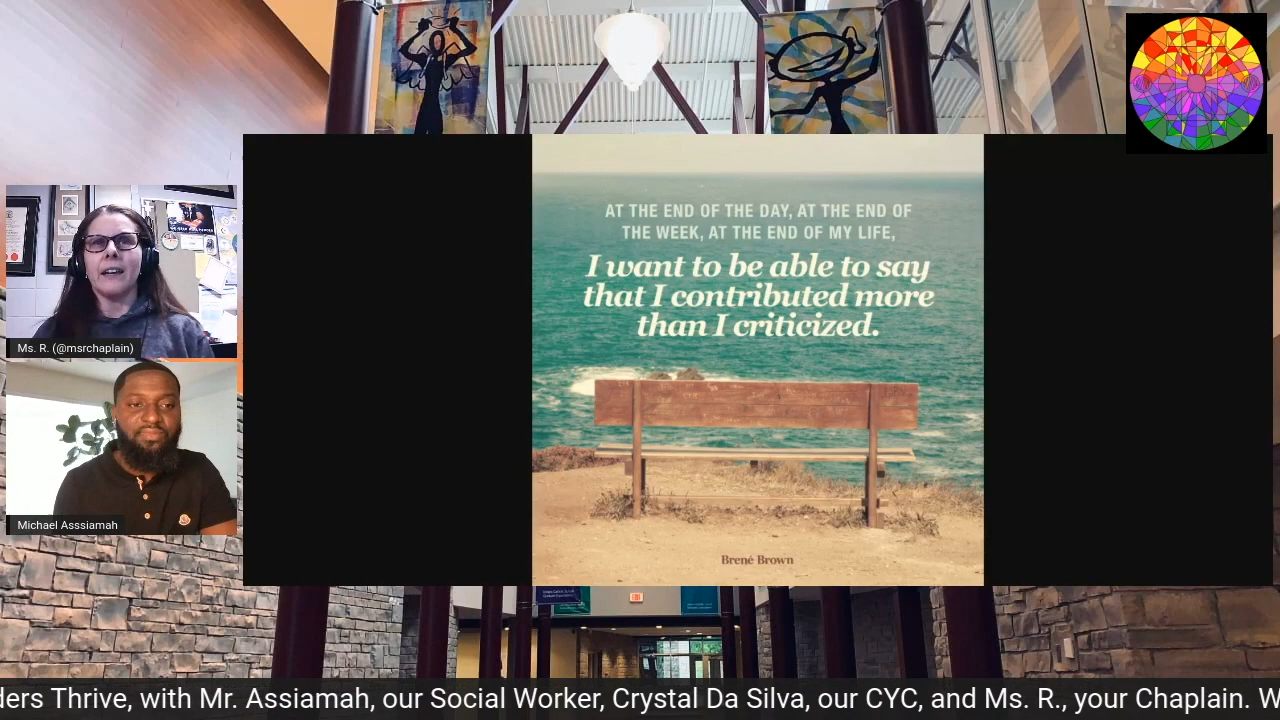 AT THE END OF THE DAY, AT THE END OF
THE WEEK, AT THE END OF MY LIFE,
I want to be able to say
that I contributed more
than I criticized.
Brené Brown
Ms. R. (@msrchaplain)
Michael Asssiamah
EXIT
ders Thrive, with Mr. Assiamah, our Social Worker, Crystal Da Silva, our CYC, and Ms. R., your Chaplain. W